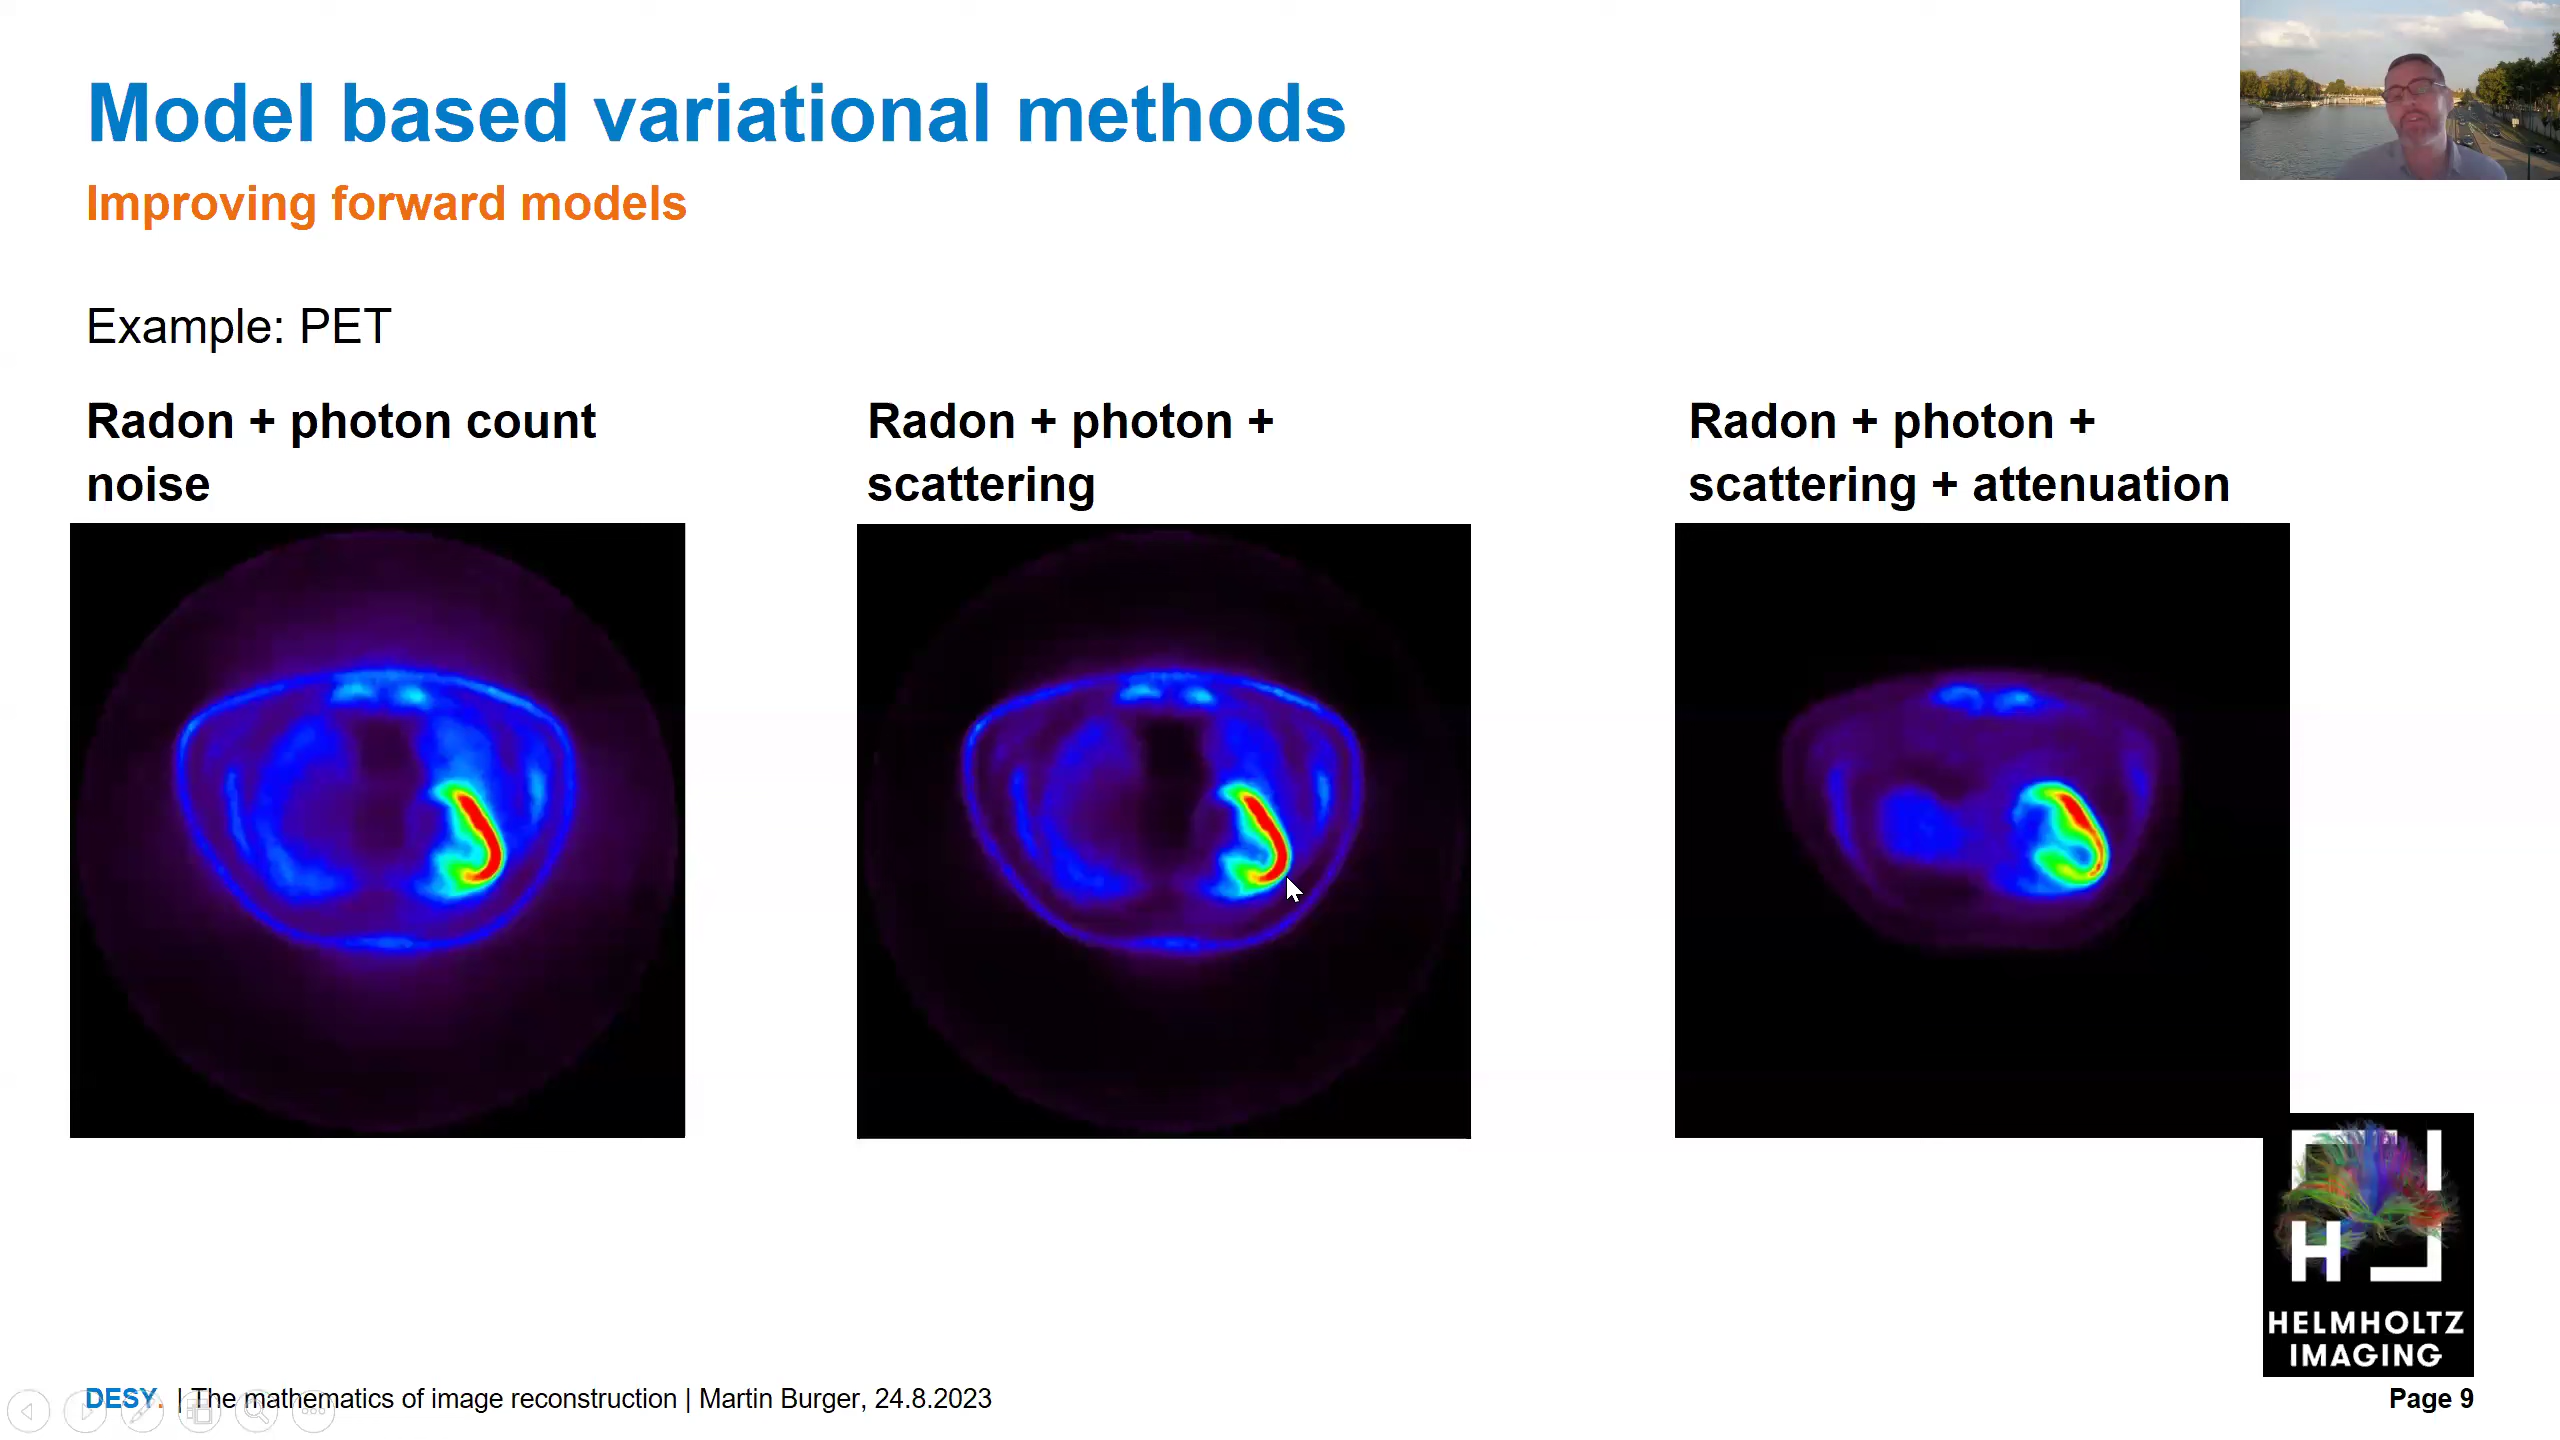 Model based variational methods
Improving forward models
Example: PET
Radon + photon count
noise
Radon + photon +
scattering
Radon + photon +
scattering + attenuation
H
HELMHOLTZ
IMAGING
DESY. | The mathematics of image reconstruction | Martin Burger, 24.8.2023
Page 9